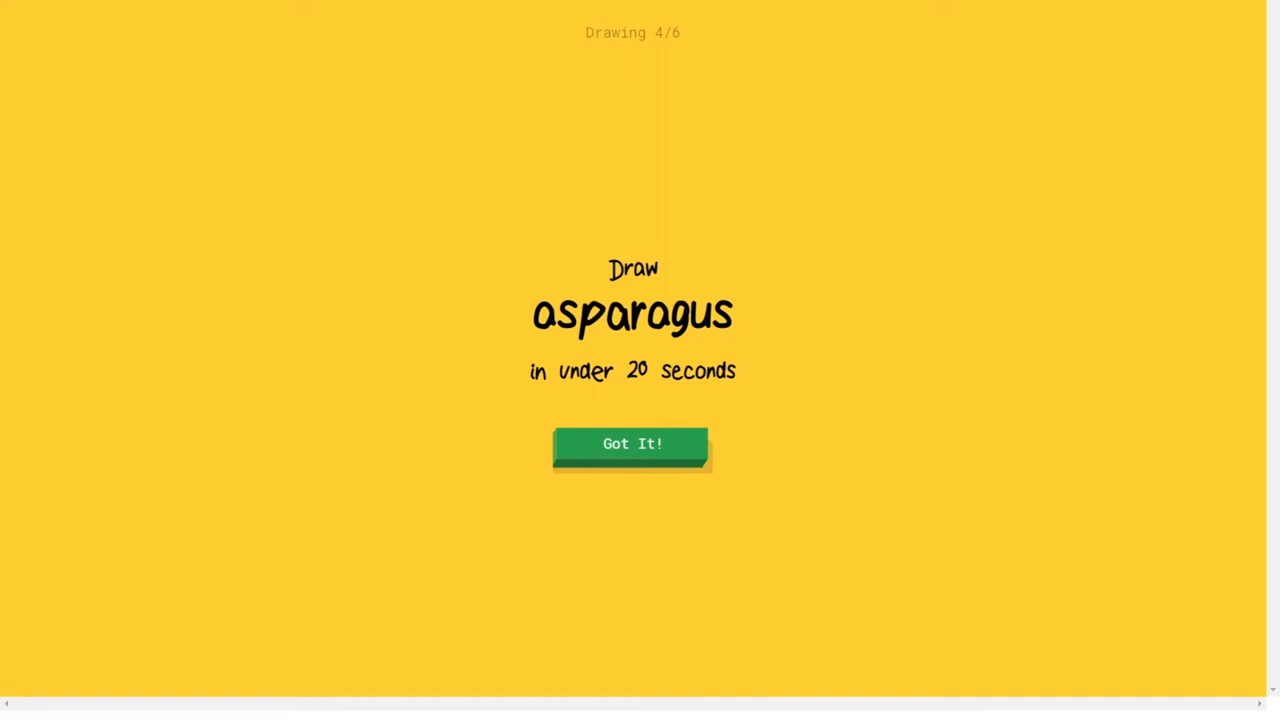 Drawing 4/6
Draw
asparagus
in under 20 seconds
Got It!